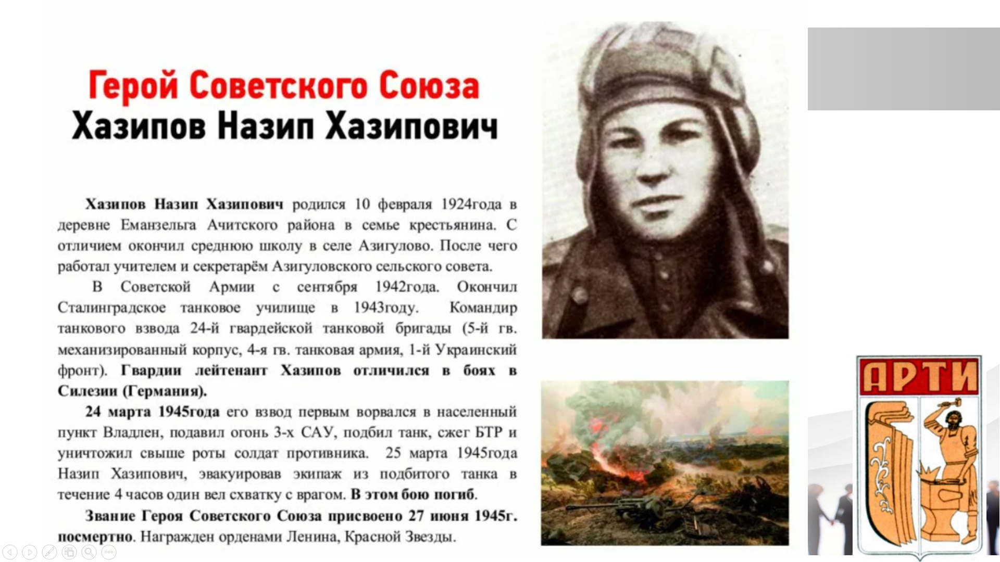 Герой Советского Союза
Хазипов Назип Хазипович
Хазипов Назип Хазипович родился 10 февраля 1924года в
деревне Еманзельга Ачитского района в семье крестьянина. С
отличием окончил среднюю школу в селе Азигулово. После чего
работал учителем и секретарём Азигуловского сельского совета.
В Советской Армии с сентября 1942года. Окончил
Сталинградское танковое училище в 1943году. Командир
танкового взвода 24-й гвардейской танковой бригады (5-й гв.
механизированный корпус, 4-я гв. танковая армия, 1-й Украинский
фронт). Гвардии лейтенант Хазипов отличился в боях в
Силезии (Германия).
24 марта 1945года его взвод первым ворвался в населенный
пункт Владлен, подавил огонь 3-х САУ, подбил танк, сжег БТР и
уничтожил свыше роты солдат противника. 25 марта 1945года
Назип Хазипович, эвакуировав экипаж из подбитого танка в
течение 4 часов один вел схватку с врагом. В этом бою погиб.
Звание Героя Советского Союза присвоено 27 июня 1945г.
посмертно. Награжден орденами Ленина, Красной Звезды.
АРТИ